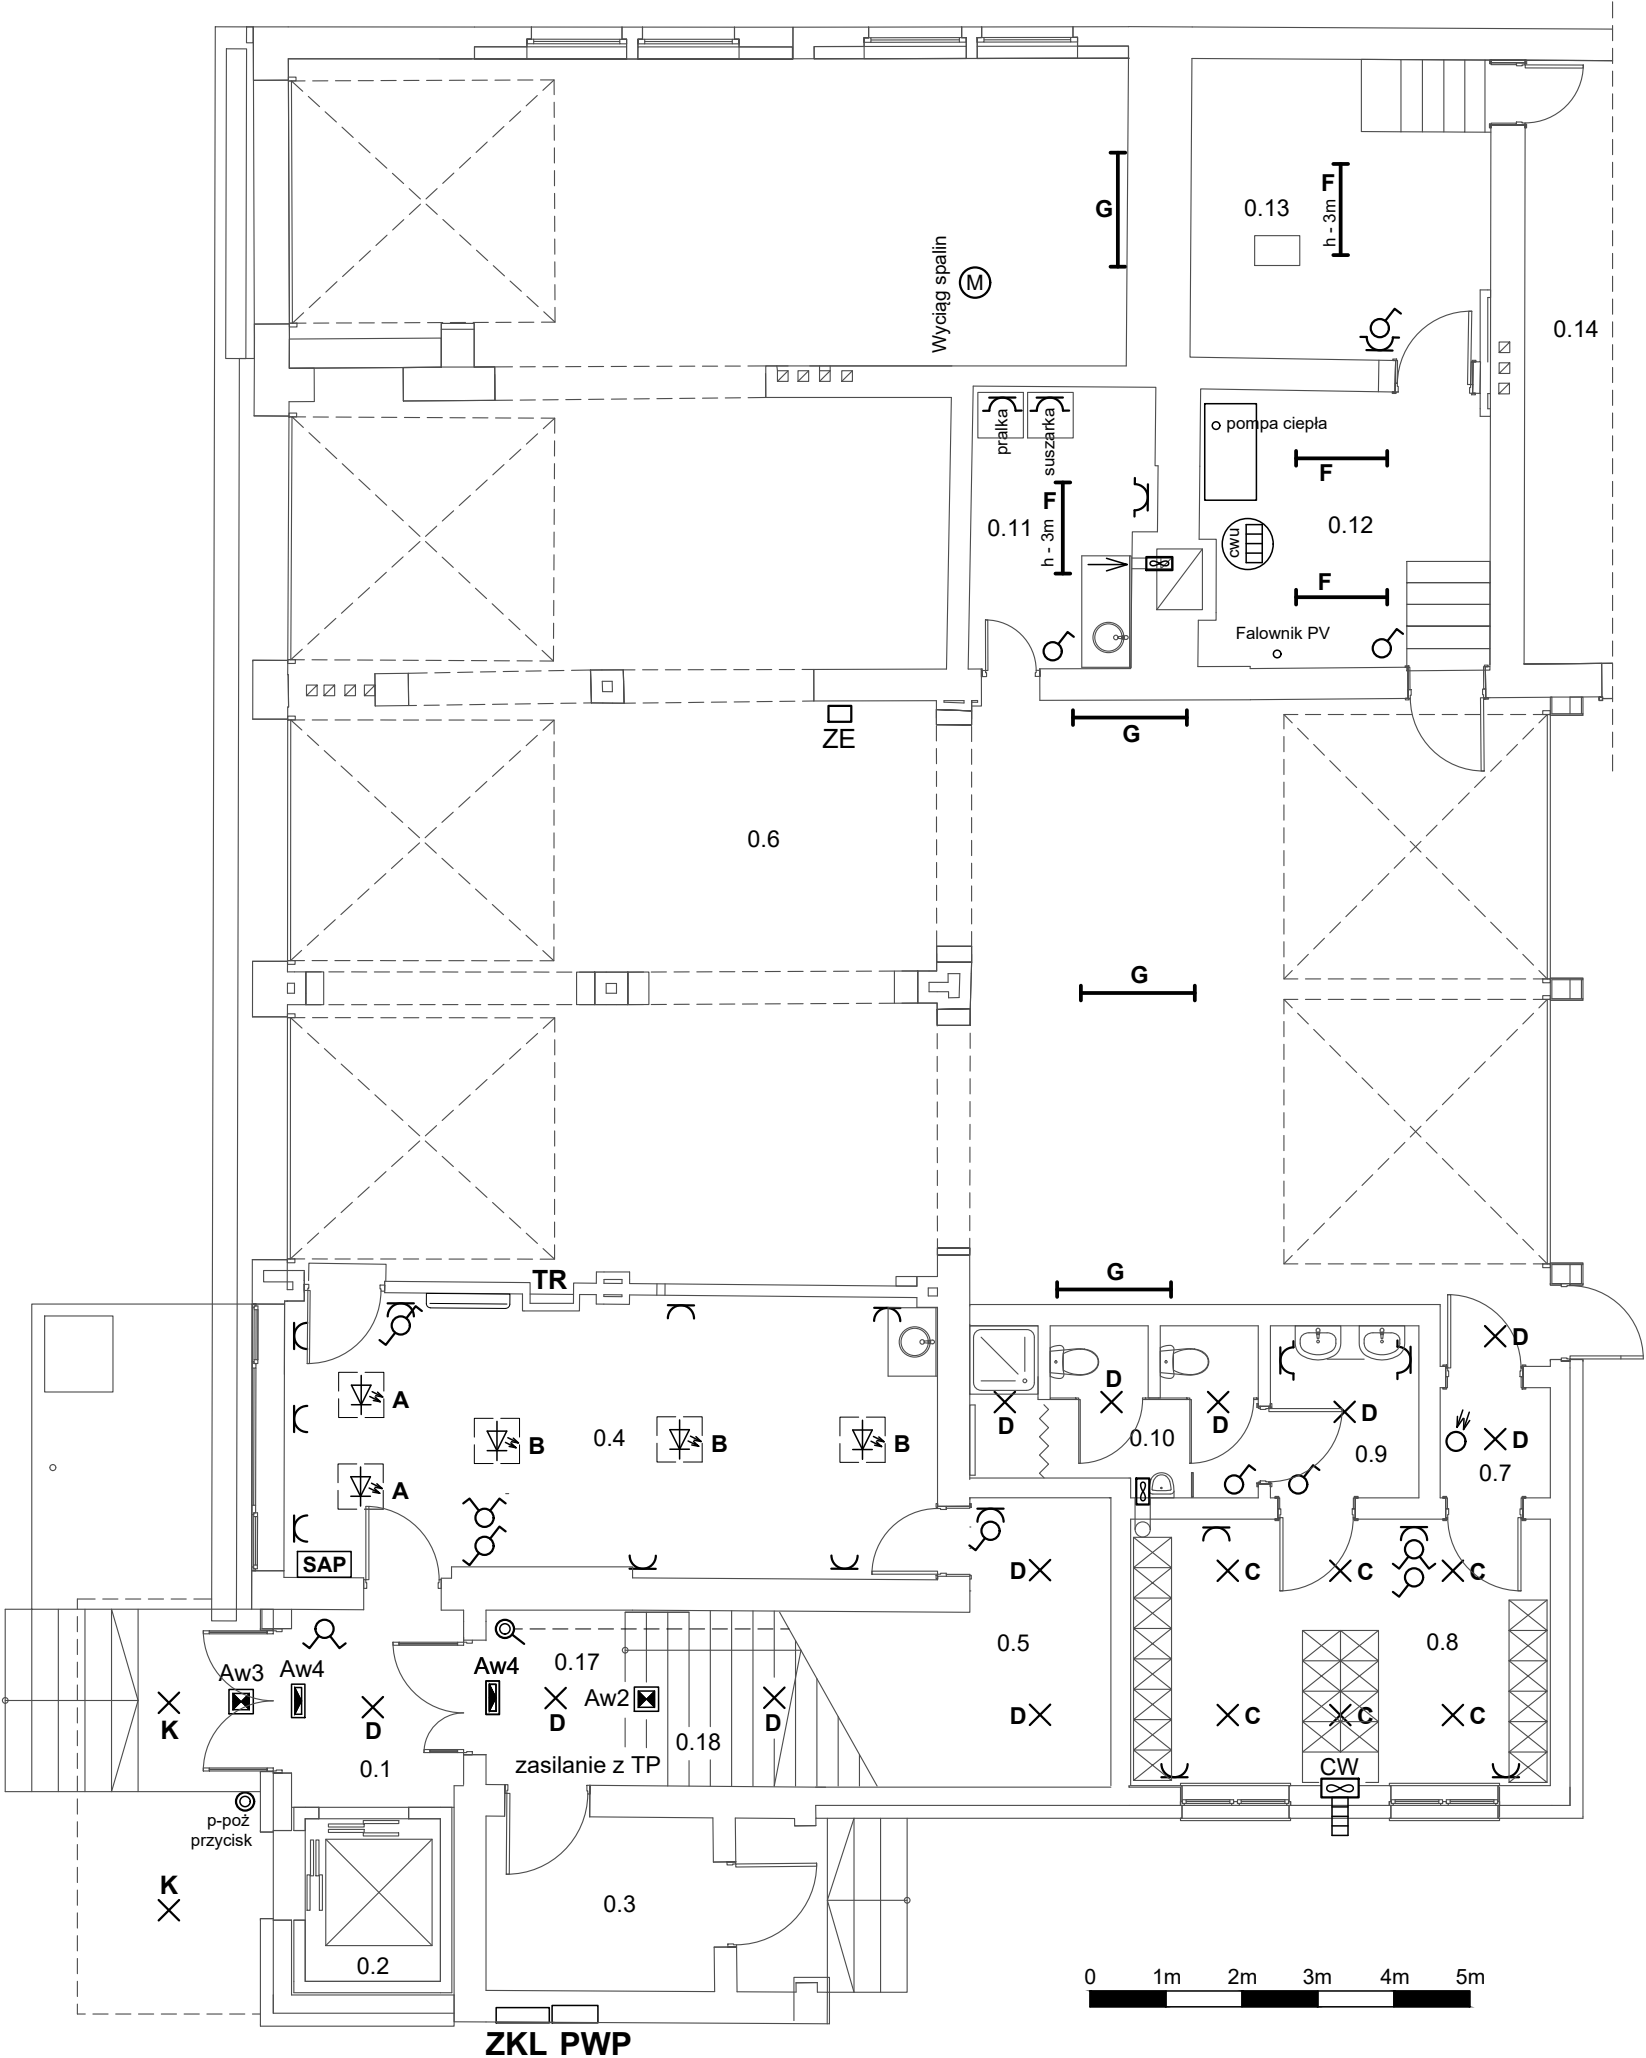 G
F
h - 3m
0.13
Wyciąg spalin
M
0.14
pralka
suszarka
pompa ciepła
F
F
h - 3m
0.11
0.12
cwu
F
Falownik PV
ZE
G
0.6
G
G
TR
D
A
B
0.4
B
B
D
D
D
D
0.10
0.9
D
0.7
A
SAP
D
C
C
C
0.5
0.8
Aw3
Aw4
Aw4
0.17
Aw2
K
D
D
D
D
C
C
C
0.18
0.1
zasilanie z TP
CW
p-poż
przycisk
K
0.3
0.2
0 1m 2m 3m 4m 5m
ZKL PWP